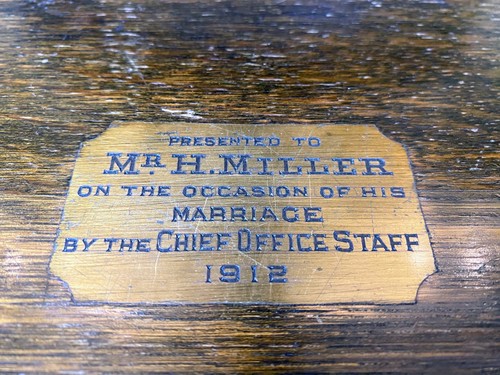 PRESENTED TO
MR H. MILLER
ON THE OCCASION OF HIS
MARRIAGE
BY THE CHIEF OFFICE STAFF
1912